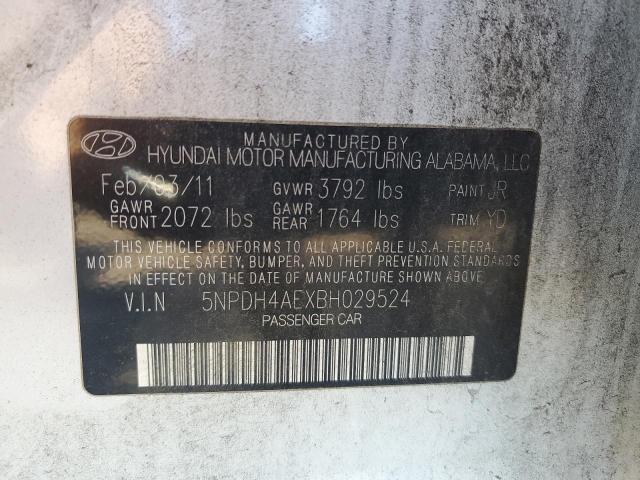 MANUFACTURED BY
HYUNDAI MOTOR MANUFACTURING ALABAMA, LLC
Feb/03/11 GVWR 3792 lbs PAINT JR
GAWR FRONT 2072 lbs GAWR REAR 1764 lbs TRIM YD
THIS VEHICLE CONFORMS TO ALL APPLICABLE U.S.A. FEDERAL
MOTOR VEHICLE SAFETY, BUMPER, AND THEFT PREVENTION STANDARDS
IN EFFECT ON THE DATE OF MANUFACTURE SHOWN ABOVE.
V.I.N 5NPDH4AEXBH029524
PASSENGER CAR